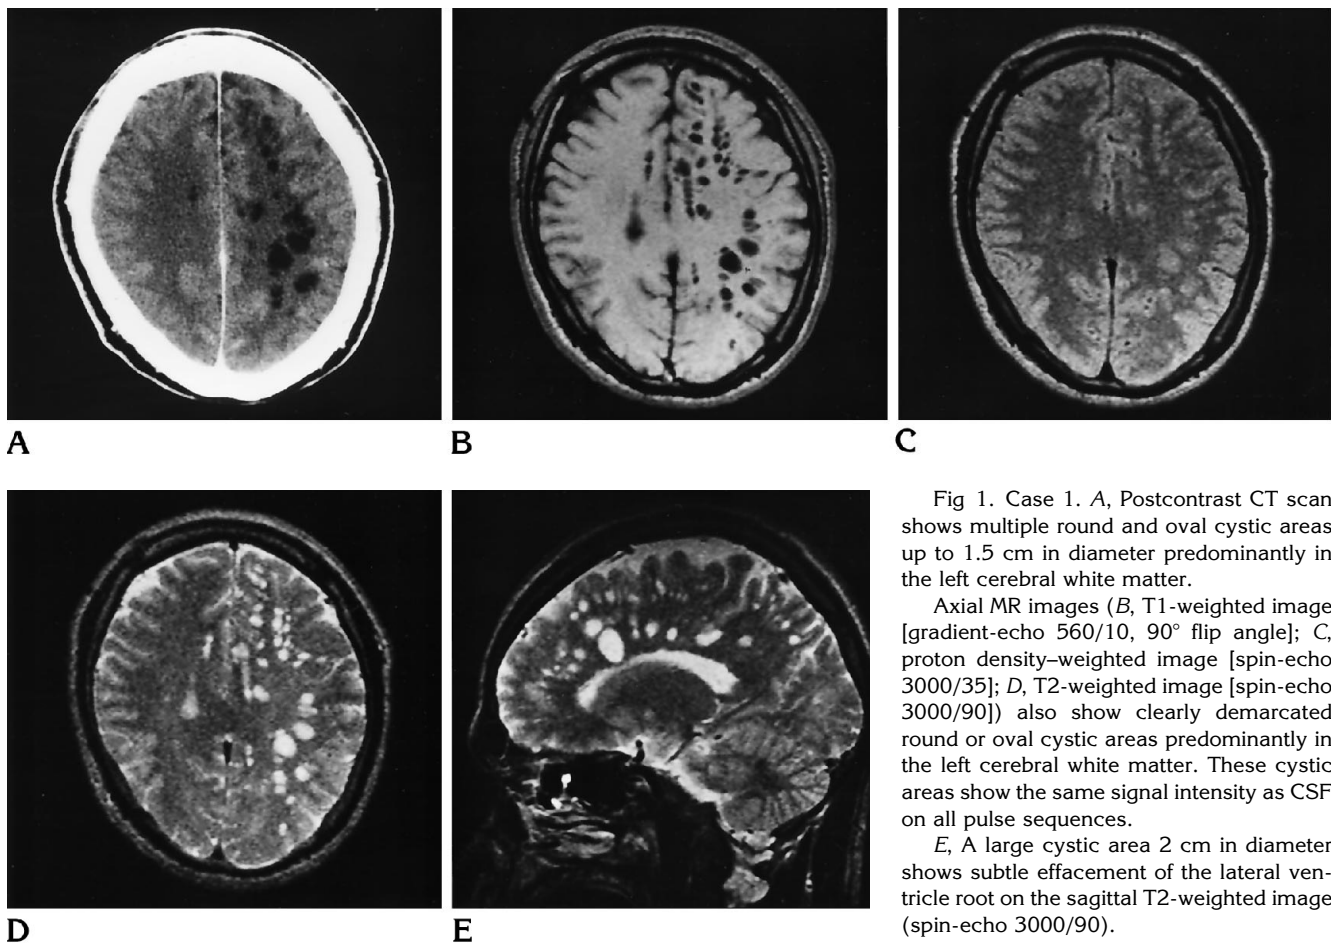 A
B
C
D
E
Fig 1. Case 1. A, Postcontrast CT scan
shows multiple round and oval cystic areas
up to 1.5 cm in diameter predominantly in
the left cerebral white matter.
Axial MR images (B, T1-weighted image
[gradient-echo 560/10, 90° flip angle]; C,
proton density–weighted image [spin-echo
3000/35]; D, T2-weighted image [spin-echo
3000/90]) also show clearly demarcated
round or oval cystic areas predominantly in
the left cerebral white matter. These cystic
areas show the same signal intensity as CSF
on all pulse sequences.
E, A large cystic area 2 cm in diameter
shows subtle effacement of the lateral ven-
tricle root on the sagittal T2-weighted image
(spin-echo 3000/90).